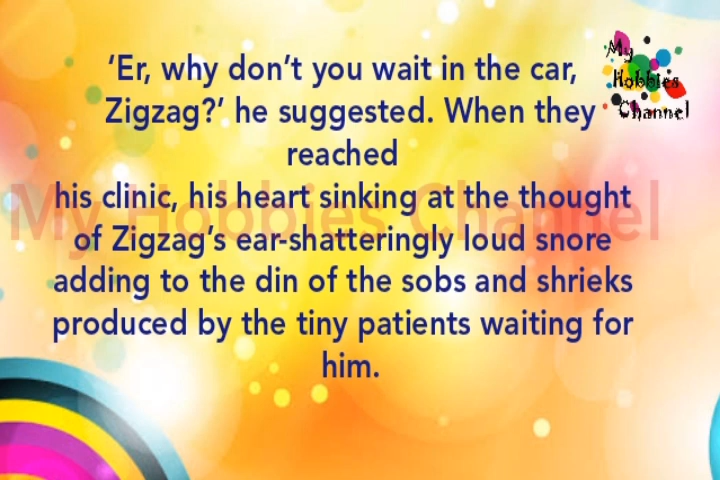 ‘Er, why don’t you wait in the car,
Zigzag?’ he suggested. When they
reached
his clinic, his heart sinking at the thought
of Zigzag’s ear-shatteringly loud snore
adding to the din of the sobs and shrieks
produced by the tiny patients waiting for
him.
My
Hobbies
Channel
My Hobbies Channel